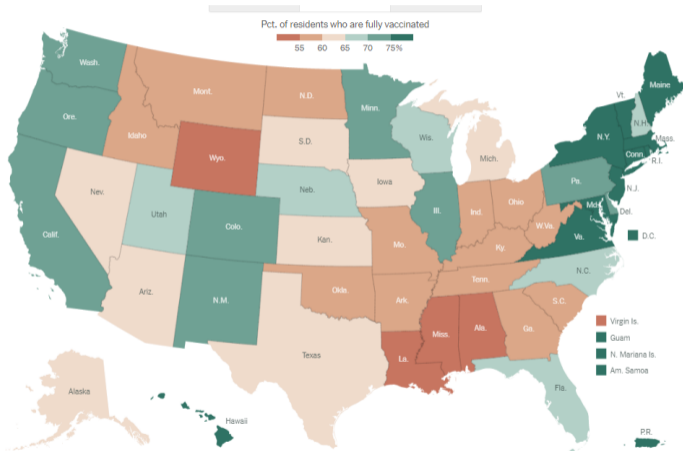 Pct. of residents who are fully vaccinated
55 60 65 70 75%
Wash.
Ore.
Calif.
Idaho
Nev.
Mont.
Wyo.
Utah
Ariz.
Colo.
N.M.
N.D.
S.D.
Neb.
Kan.
Okla.
Texas
Minn.
Iowa
Mo.
Ark.
La.
Wis.
Ill.
Mich.
Ind.
Ohio
Ky.
Tenn.
Miss.
Ala.
Ga.
Fla.
S.C.
N.C.
W.Va.
Va.
Md.
Del.
D.C.
Pa.
N.J.
N.Y.
Conn.
R.I.
Mass.
Vt.
N.H.
Maine
Alaska
Hawaii
Virgin Is.
Guam
N. Mariana Is.
Am. Samoa
P.R.